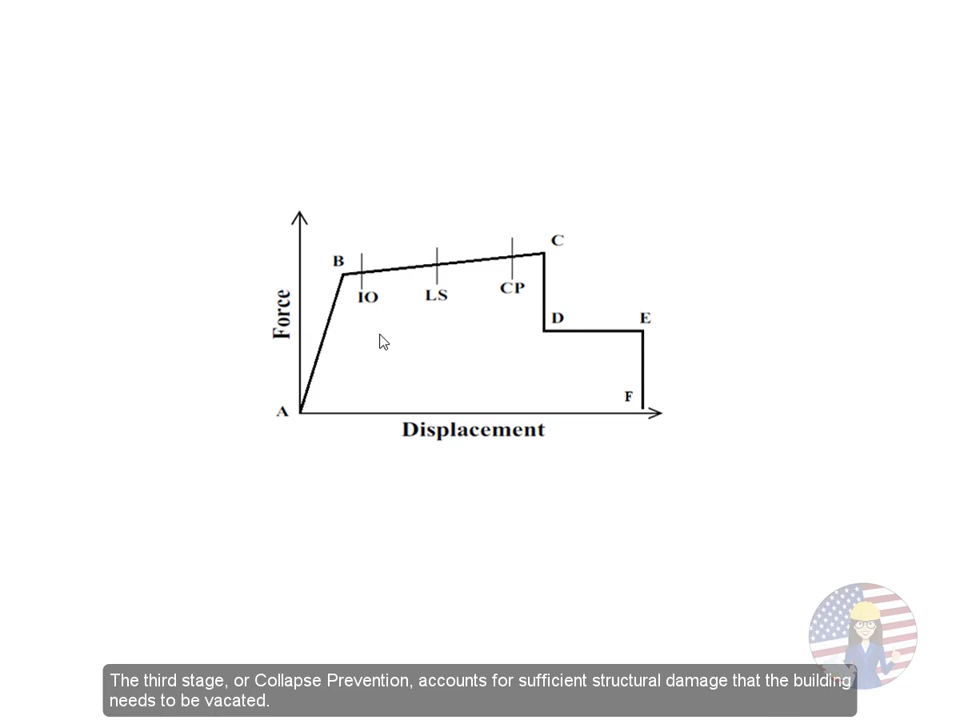 C
B
CP
LS
IO
Force
D
E
F
A
Displacement
The third stage, or Collapse Prevention, accounts for sufficient structural damage that the building
needs to be vacated.